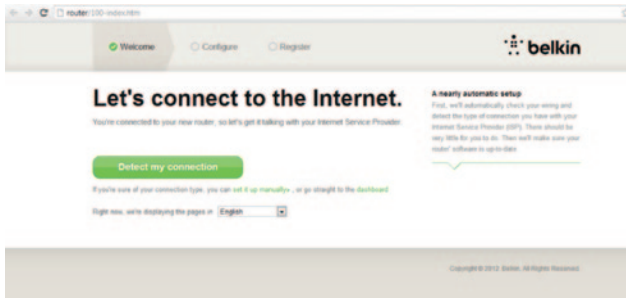 router/100-index.htm
Welcome
Configure
Register
belkin
Let's connect to the Internet.
You're connected to your new router, so let's get it talking with your Internet Service Provider.
Detect my connection
If you're sure of your connection type, you can set it up manually» , or go straight to the dashboard
Right now, we're displaying the pages in English
A nearly automatic setup
First, we'll automatically check your wiring and
detect the type of connection you have with your
Internet Service Provider (ISP). There should be
very little for you to do. Then we'll make sure your
router' software is up-to-date
Copyright © 2012 Belkin. All Rights Reserved.